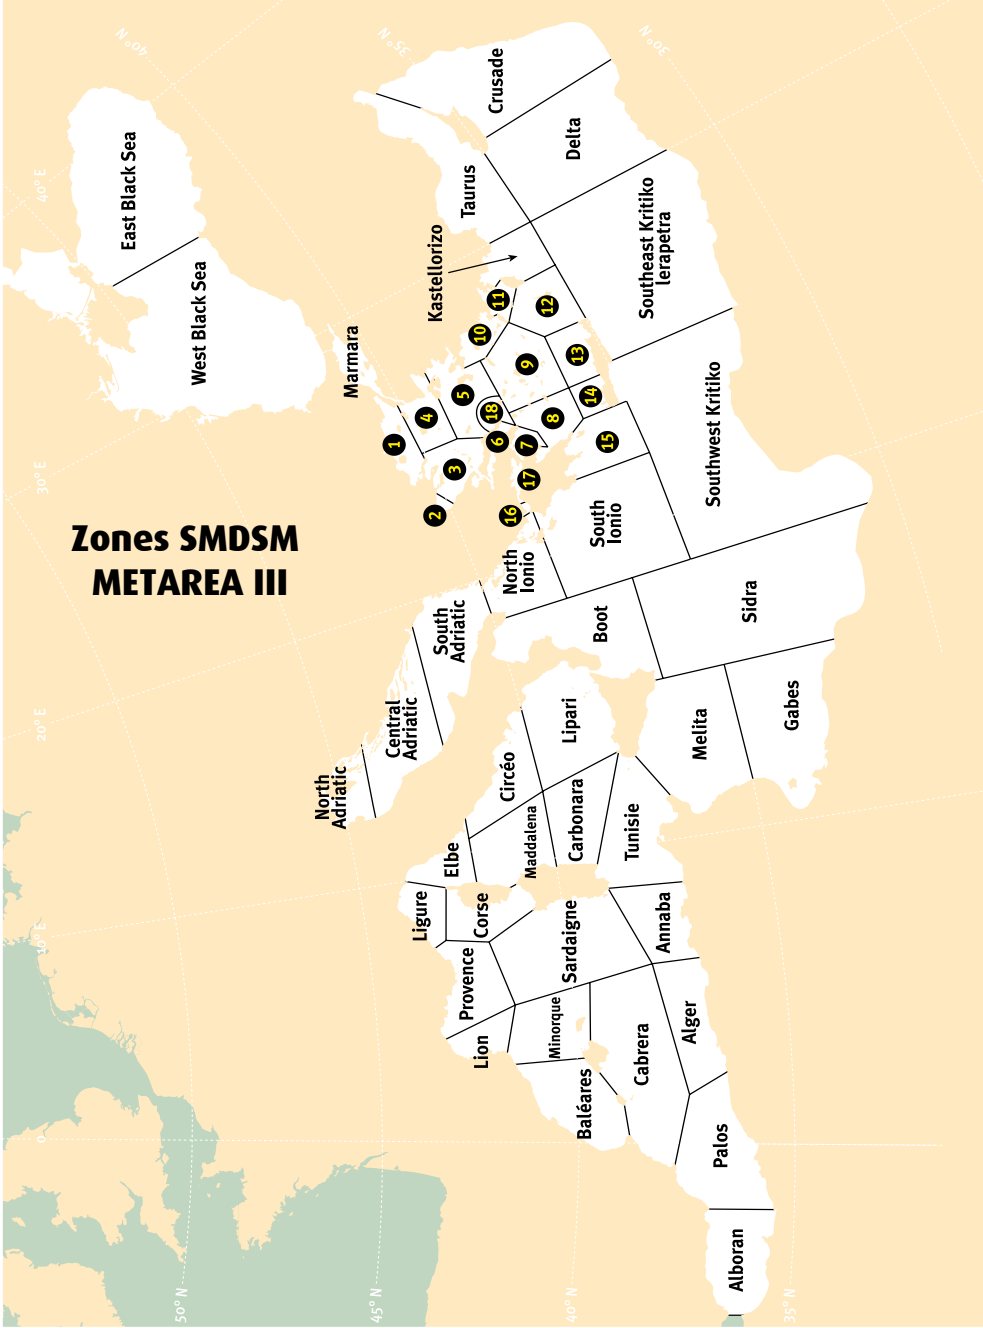 Zones SMDSM
METAREA III
40° N
35° N
30° N
40° E
30° E
20° E
10° E
0
50° N
45° N
40° N
35° N
East Black Sea
West Black Sea
Marmara
Kastellorizo
Taurus
Crusade
Delta
Southeast Kritiko
Ierapetra
Southwest Kritiko
South
Ionio
North
Ionio
Boot
Sidra
Gabes
Melita
South
Adriatic
Central
Adriatic
North
Adriatic
Lipari
Circéo
Carbonara
Maddalena
Tunisie
Elbe
Ligure
Corse
Sardaigne
Annaba
Provence
Lion
Minorque
Baléares
Cabrera
Alger
Palos
Alboran
1
2
3
4
5
6
7
8
9
10
11
12
13
14
15
16
17
18